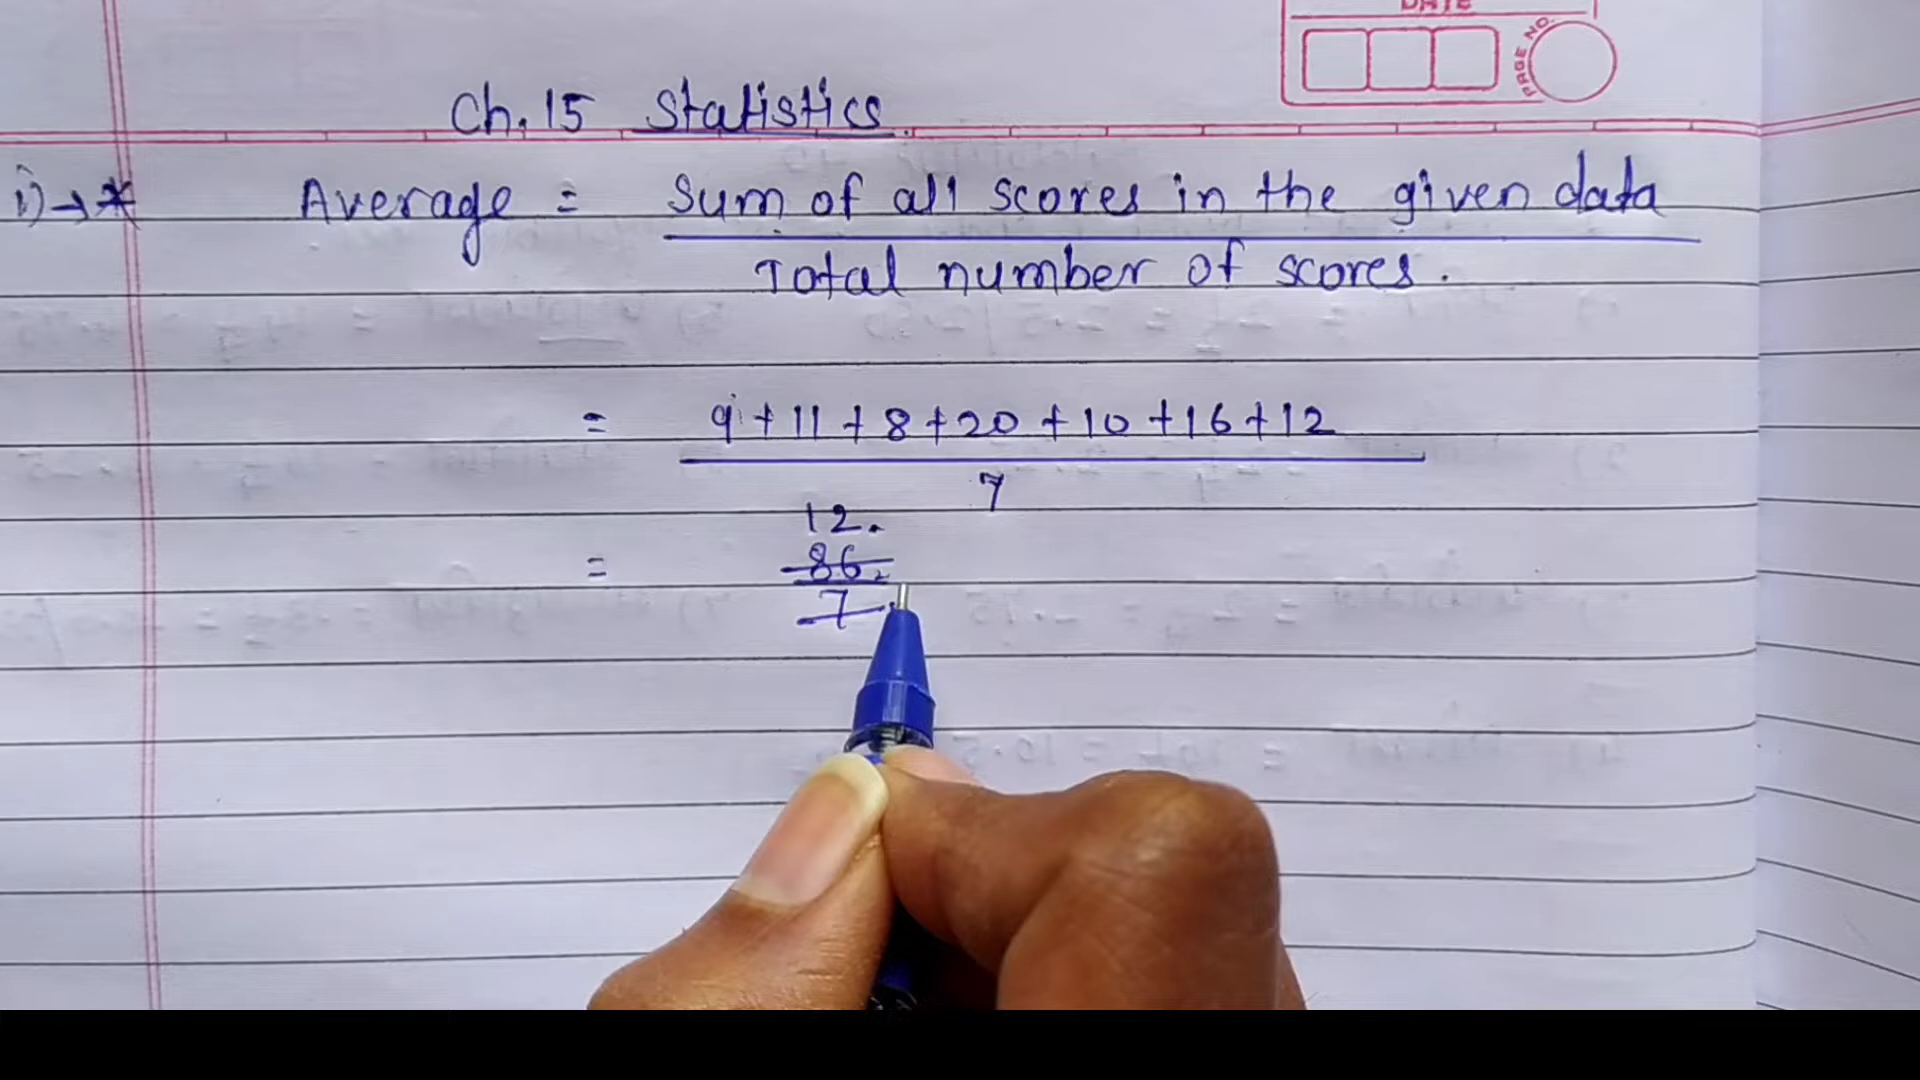 DATE
PAGE NO.
Ch. 15 Statistics.
i)→* Average = Sum of all scores in the given data
Total number of scores.
= 9+11+8+20+10+16+12
7
12.
= 86.
7